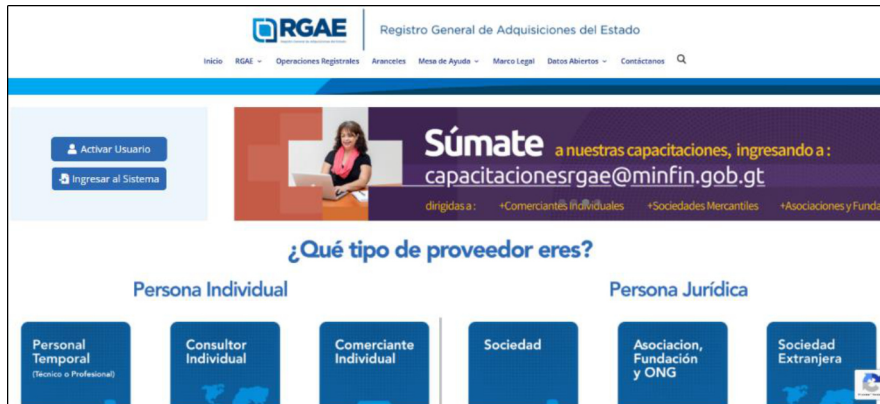 RGAE
Registro General de Adquisiciones del Estado
Inicio RGAE Operaciones Registrales Aranceles Mesa de Ayuda Marco Legal Datos Abiertos Contáctanos
Activar Usuario
Ingresar al Sistema
Súmate a nuestras capacitaciones, ingresando a :
capacitacionesrgae@minfin.gob.gt
dirigidas a : +Comerciantes Individuales +Sociedades Mercantiles +Asociaciones y Funda
¿Qué tipo de proveedor eres?
Persona Individual
Persona Jurídica
Personal
Temporal
(Técnico o Profesional)
Consultor
Individual
Comerciante
Individual
Sociedad
Asociacion,
Fundación
y ONG
Sociedad
Extranjera